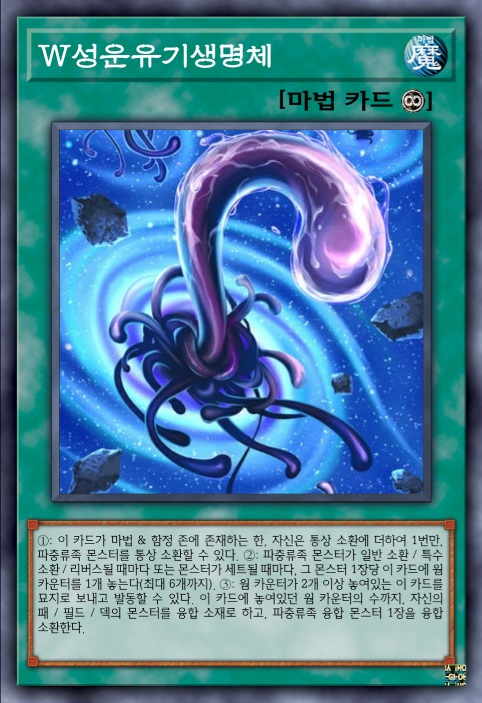 W성운유기생명체
마법
魔
[마법 카드 ♾]
①: 이 카드가 마법 & 함정 존에 존재하는 한, 자신은 통상 소환에 더하여 1번만,
파충류족 몬스터를 통상 소환할 수 있다. ②: 파충류족 몬스터가 일반 소환 / 특수
소환 / 리버스될 때마다 또는 몬스터가 세트될 때마다, 그 몬스터 1장당 이 카드에 웜
카운터를 1개 놓는다(최대 6개까지). ③: 웜 카운터가 2개 이상 놓여있는 이 카드를
묘지로 보내고 발동할 수 있다. 이 카드에 놓여있던 웜 카운터의 수까지, 자신의
패 / 필드 / 덱의 몬스터를 융합 소재로 하고, 파충류족 융합 몬스터 1장을 융합
소환한다.